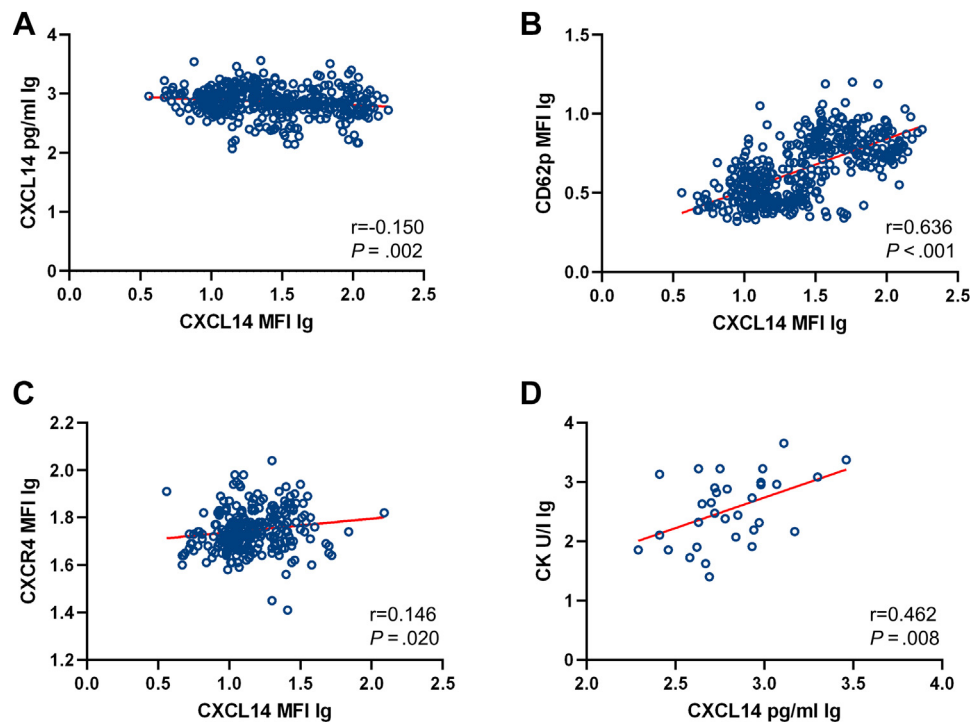 A
CXCL14 pg/ml lg
4
3
2
1
0
0.0 0.5 1.0 1.5 2.0 2.5
CXCL14 MFI lg
r=-0.150
P = .002
B
CD62p MFI lg
1.5
1.0
0.5
0.0
0.0 0.5 1.0 1.5 2.0 2.5
CXCL14 MFI lg
r=0.636
P < .001
C
CXCR4 MFI lg
2.2
2.0
1.8
1.6
1.4
1.2
0.0 0.5 1.0 1.5 2.0 2.5
CXCL14 MFI lg
r=0.146
P = .020
D
CK U/l lg
4
3
2
1
0
2.0 2.5 3.0 3.5 4.0
CXCL14 pg/ml lg
r=0.462
P = .008